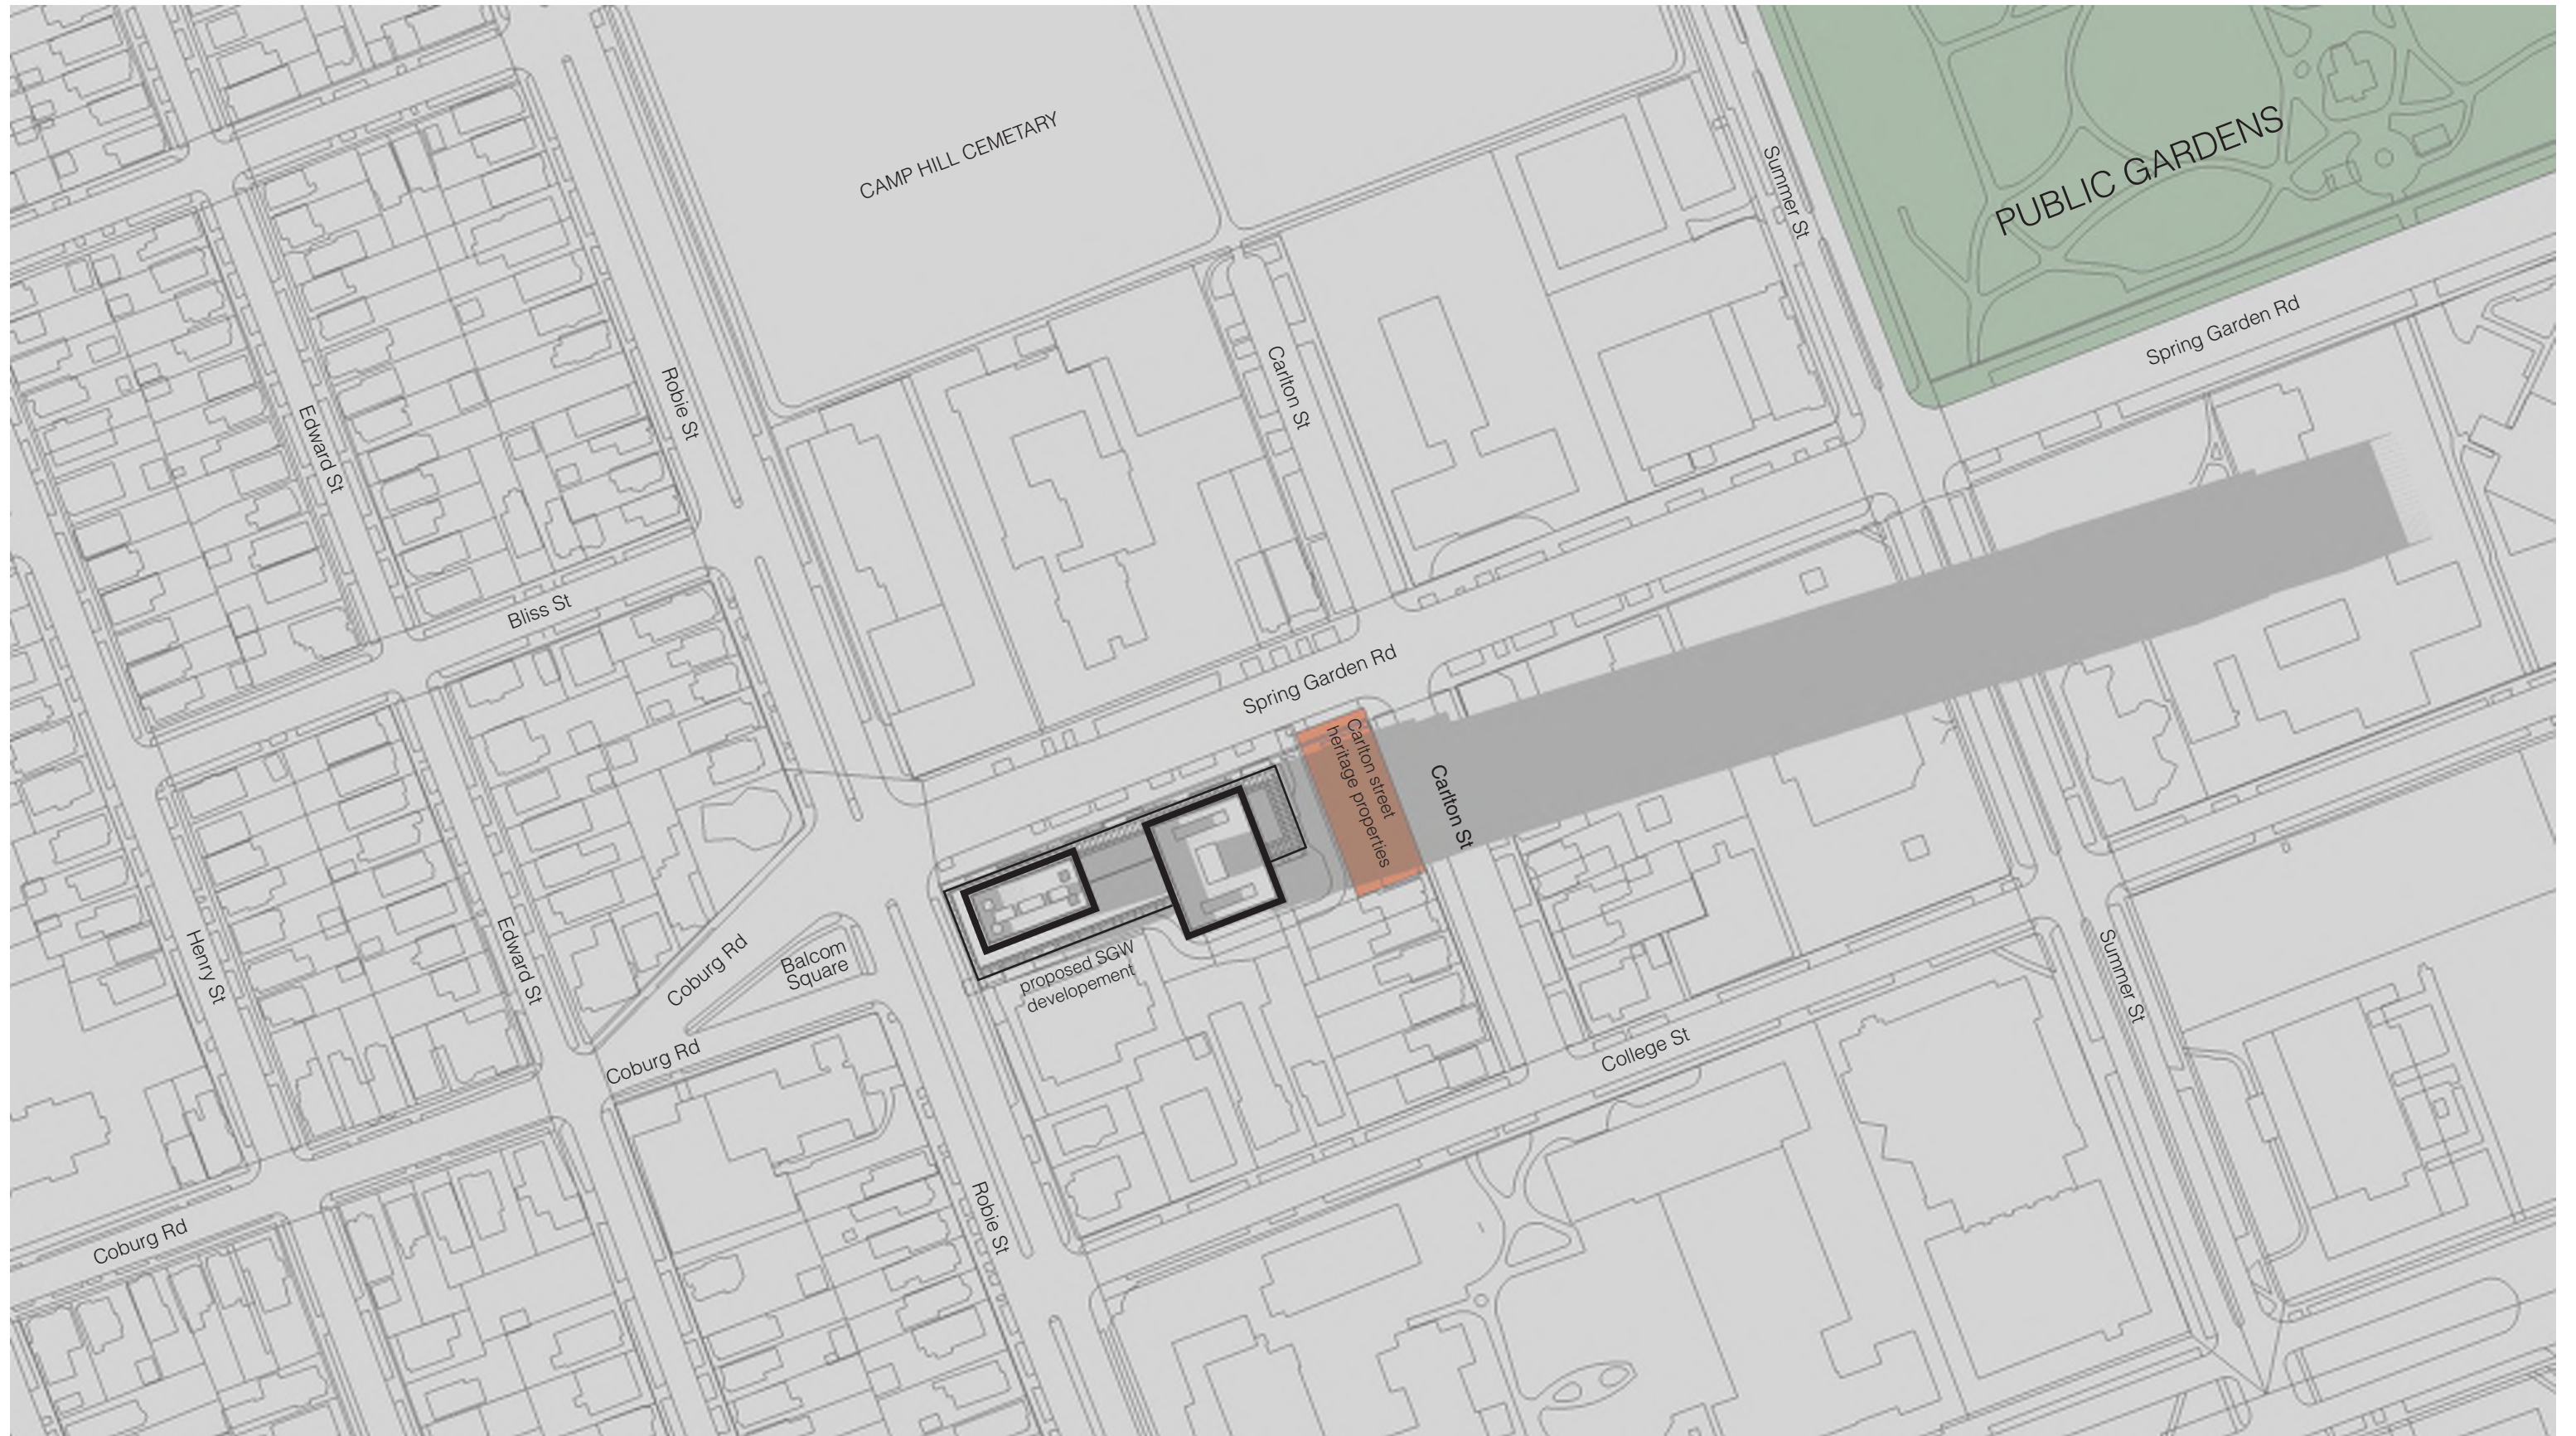 CAMP HILL CEMETARY
PUBLIC GARDENS
Summer St
Spring Garden Rd
Carlton St
Robie St
Edward St
Bliss St
Spring Garden Rd
Carlton street
heritage properties
Carlton St
Henry St
Edward St
Coburg Rd
Balcom
Square
proposed SGW
developement
Summer St
Coburg Rd
College St
Robie St
Coburg Rd